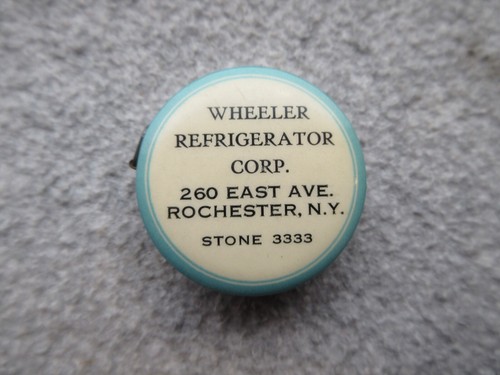 WHEELER
REFRIGERATOR
CORP.
260 EAST AVE.
ROCHESTER, N.Y.
STONE 3333